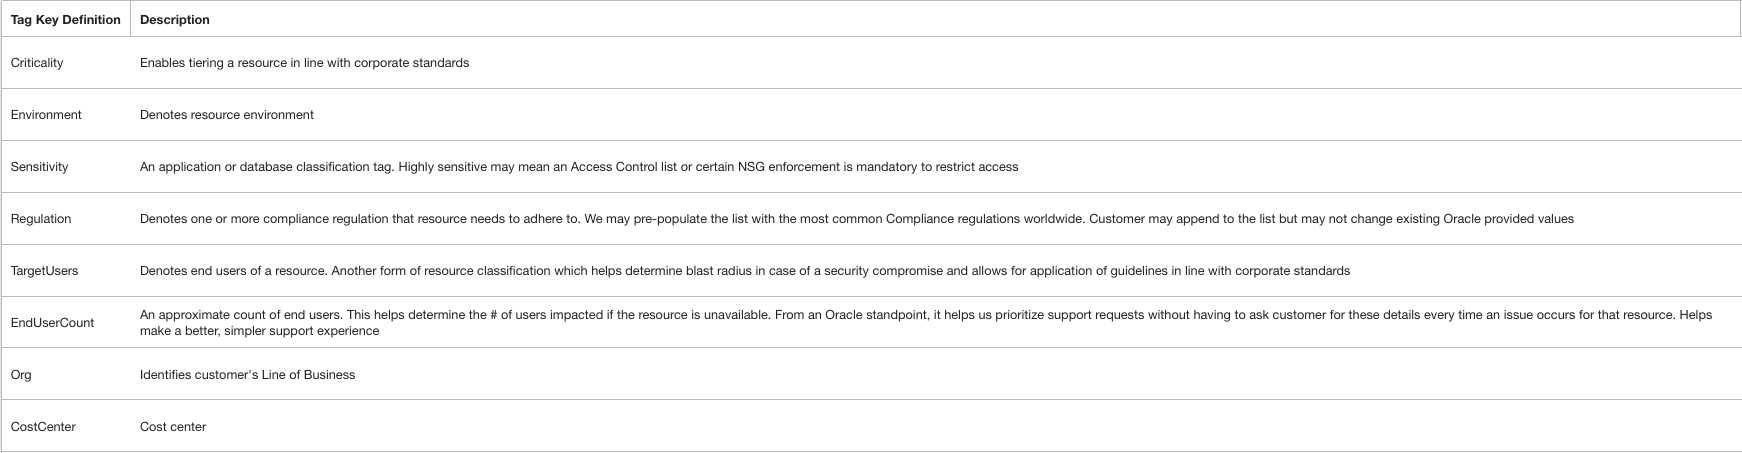 Tag Key Definition Description
Criticality Enables tiering a resource in line with corporate standards
Environment Denotes resource environment
Sensitivity An application or database classification tag. Highly sensitive may mean an Access Control list or certain NSG enforcement is mandatory to restrict access
Regulation Denotes one or more compliance regulation that resource needs to adhere to. We may pre-populate the list with the most common Compliance regulations worldwide. Customer may append to the list but may not change existing Oracle provided values
TargetUsers Denotes end users of a resource. Another form of resource classification which helps determine blast radius in case of a security compromise and allows for application of guidelines in line with corporate standards
EndUserCount An approximate count of end users. This helps determine the # of users impacted if the resource is unavailable. From an Oracle standpoint, it helps us prioritize support requests without having to ask customer for these details every time an issue occurs for that resource. Helps
make a better, simpler support experience
Org Identifies customer's Line of Business
CostCenter Cost center